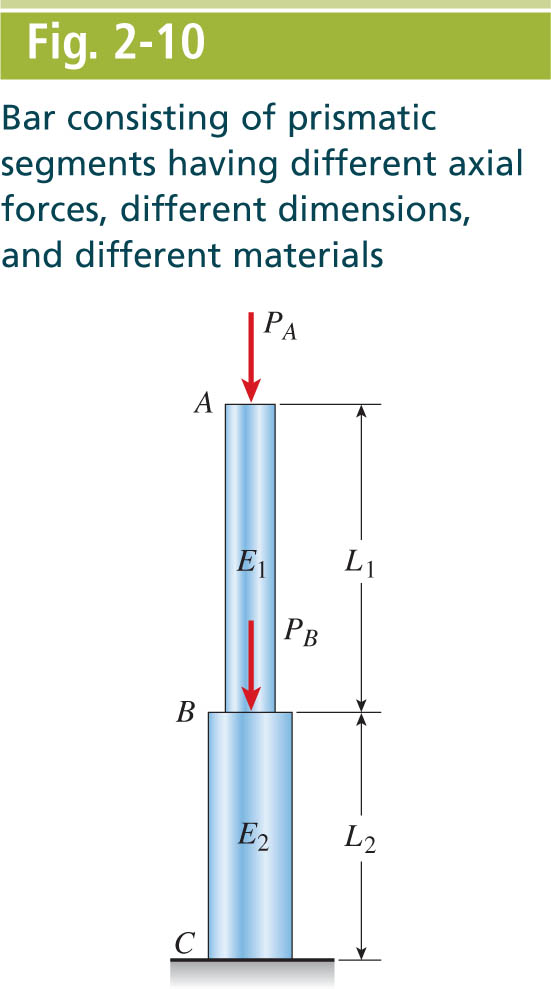 Fig. 2-10
Bar consisting of prismatic
segments having different axial
forces, different dimensions,
and different materials
P_A
A
E_1
L_1
P_B
B
E_2
L_2
C